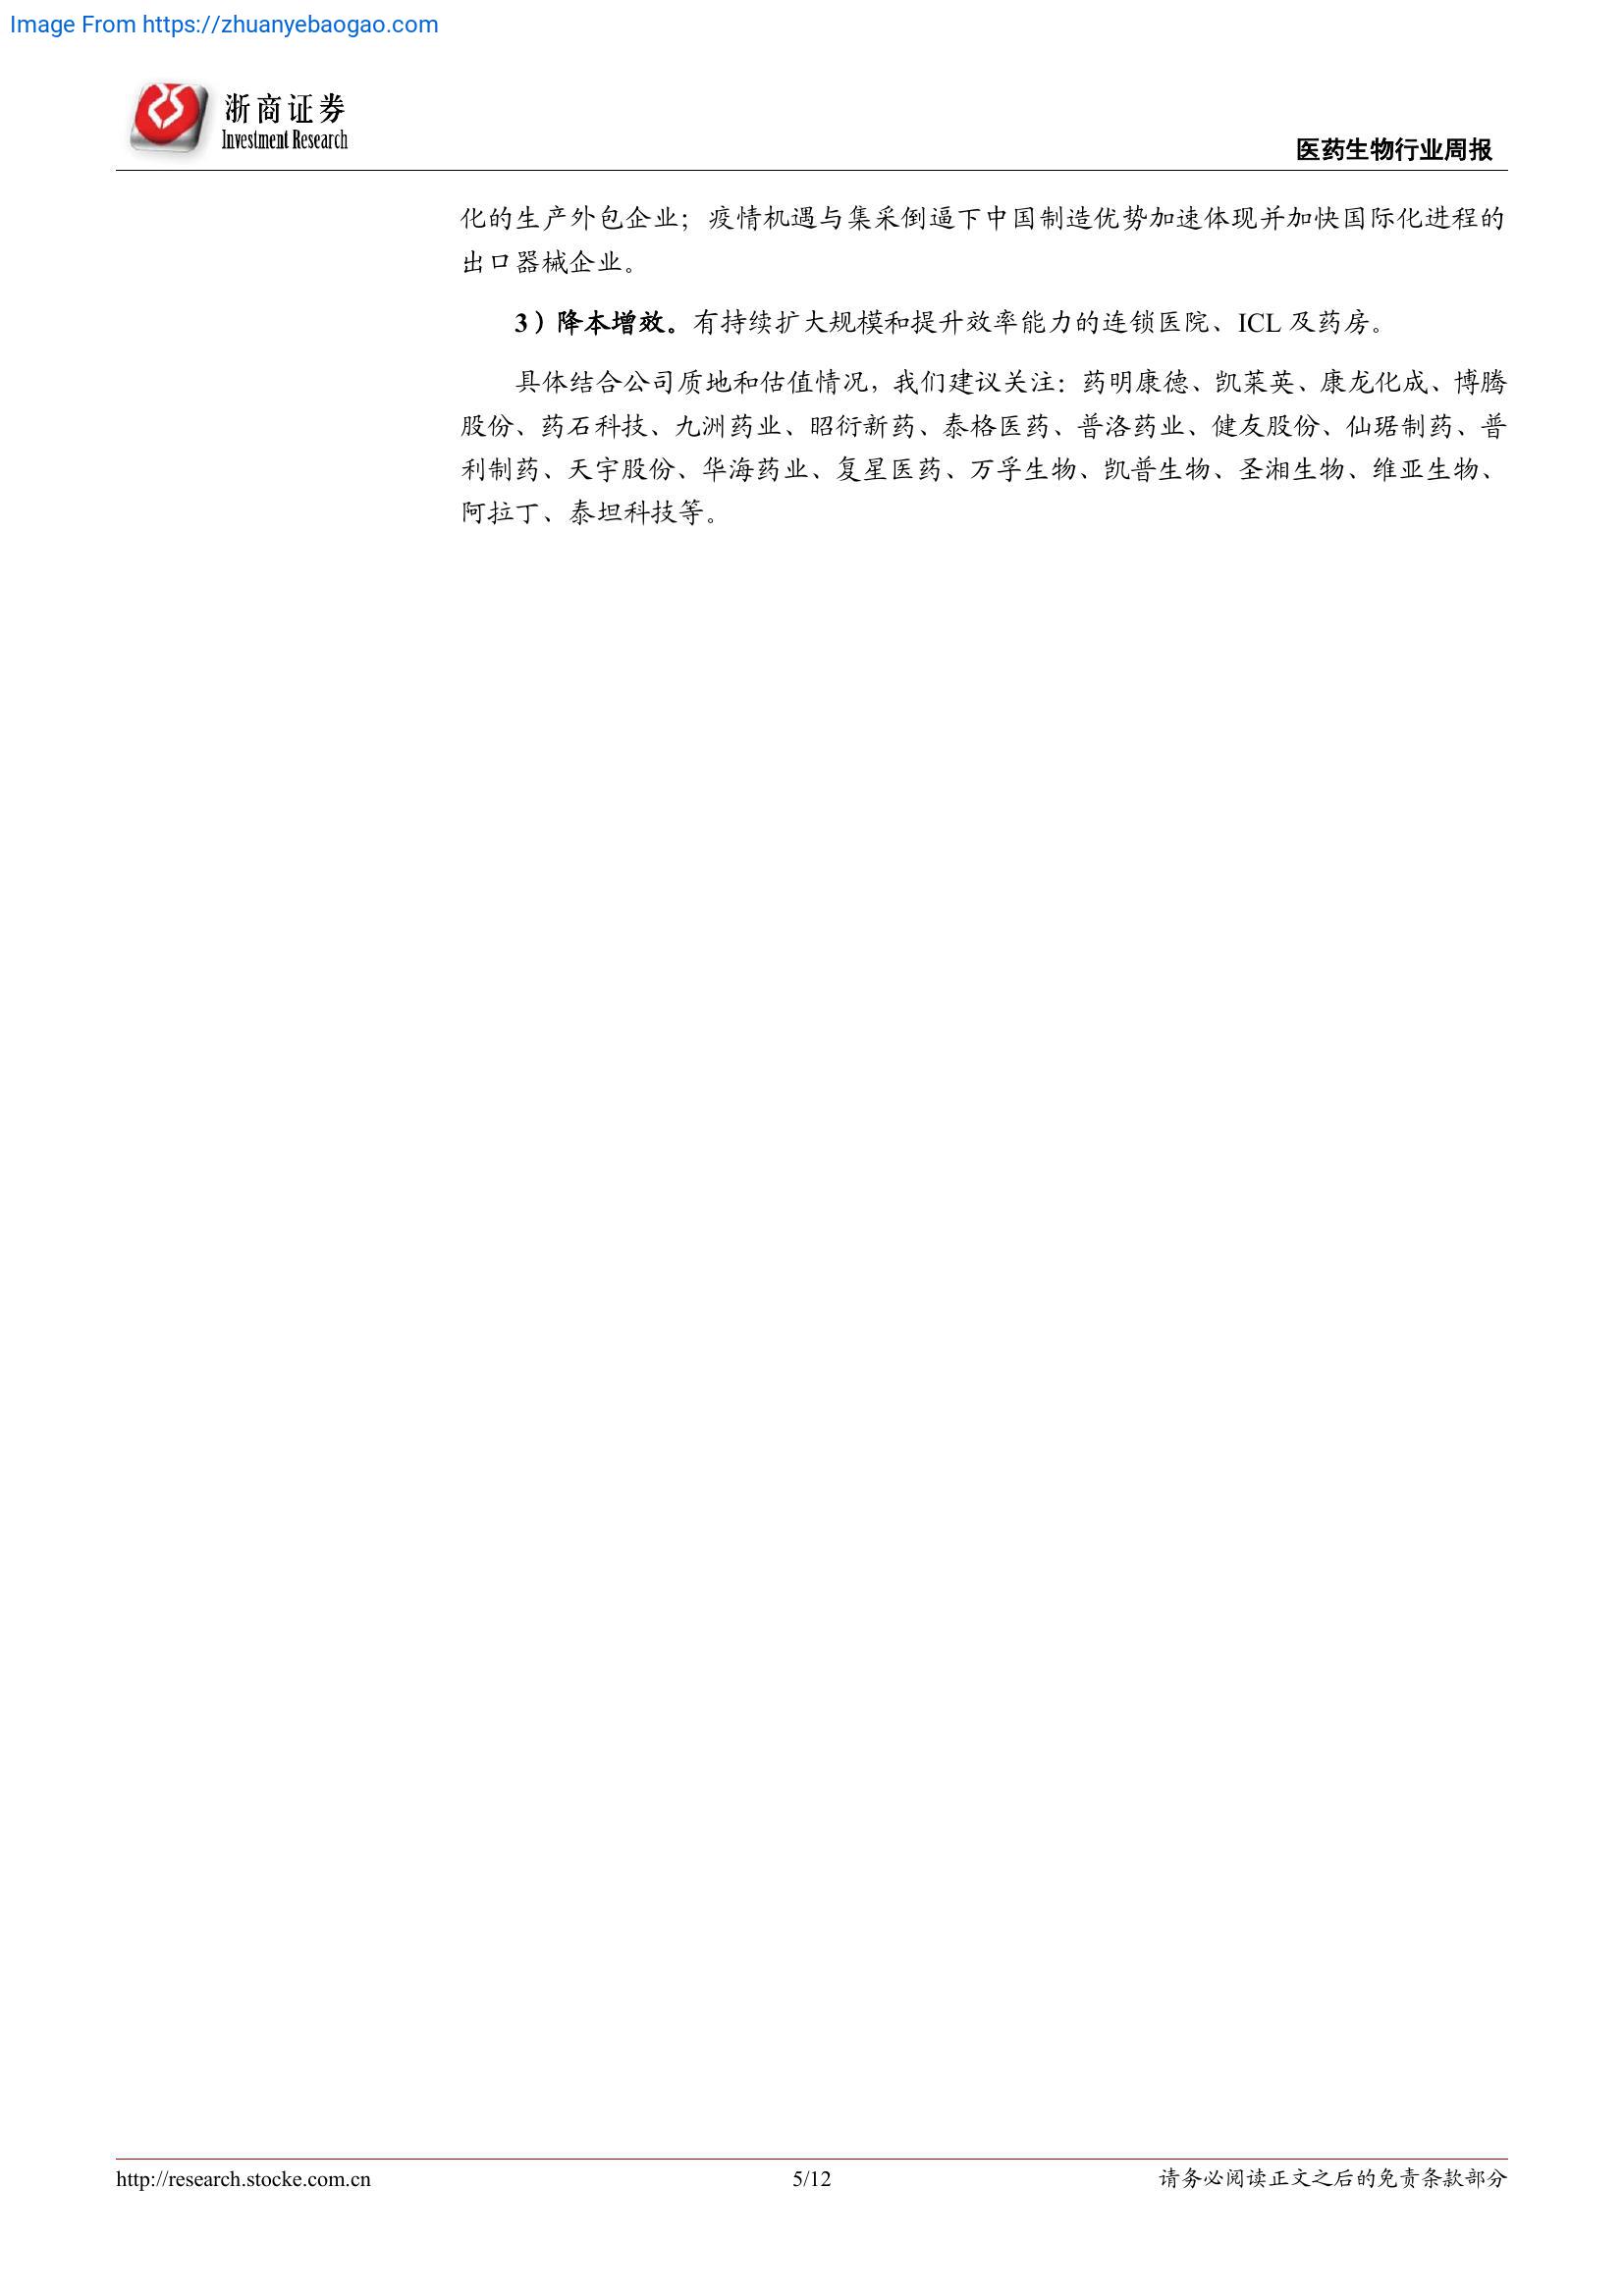 Image From https://zhuanyebaogao.com
浙商证券
Investment Research
医药生物行业周报
化的生产外包企业；疫情机遇与集采倒逼下中国制造优势加速体现并加快国际化进程的
出口器械企业。
3）降本增效。有持续扩大规模和提升效率能力的连锁医院、ICL 及药房。
具体结合公司质地和估值情况，我们建议关注：药明康德、凯莱英、康龙化成、博腾
股份、药石科技、九洲药业、昭衍新药、泰格医药、普洛药业、健友股份、仙琚制药、普
利制药、天宇股份、华海药业、复星医药、万孚生物、凯普生物、圣湘生物、维亚生物、
阿拉丁、泰坦科技等。
http://research.stocke.com.cn
5/12
请务必阅读正文之后的免责条款部分